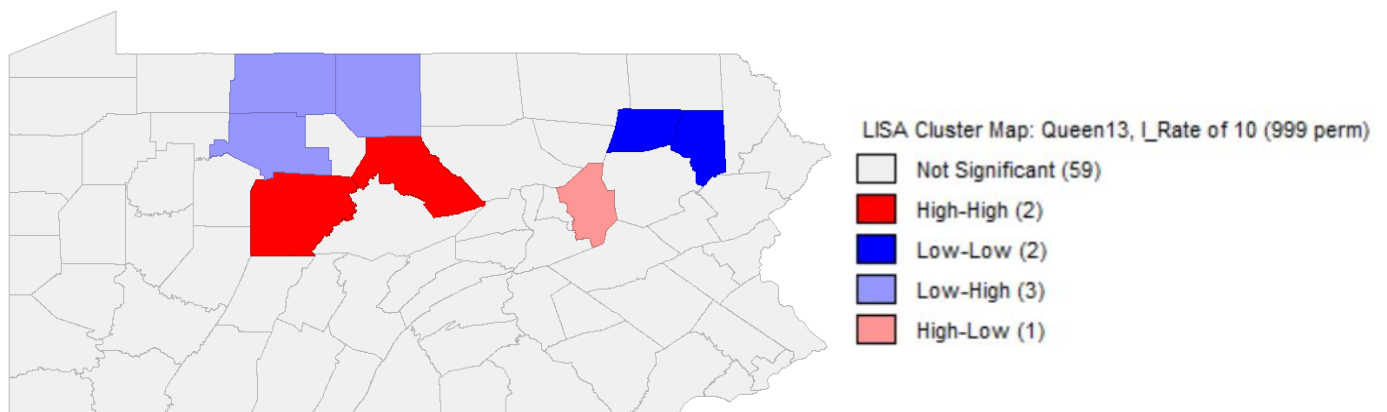 LISA Cluster Map: Queen13, I_Rate of 10 (999 perm)
Not Significant (59)
High-High (2)
Low-Low (2)
Low-High (3)
High-Low (1)